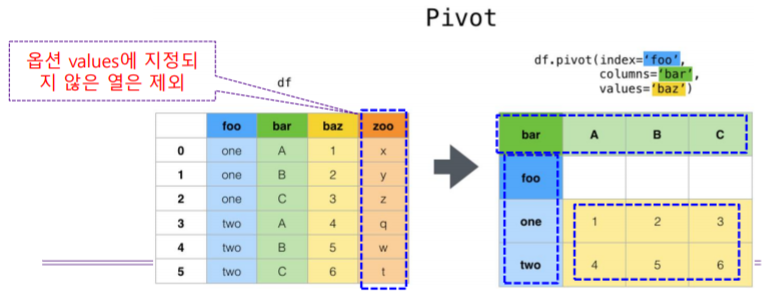 Pivot
옵션 values에 지정되
지 않은 열은 제외
df
df.pivot(index=‘foo’,
columns=‘bar’,
values=‘baz’)
foo bar baz zoo
0 one A 1 x
1 one B 2 y
2 one C 3 z
3 two A 4 q
4 two B 5 w
5 two C 6 t
bar A B C
foo
one 1 2 3
two 4 5 6